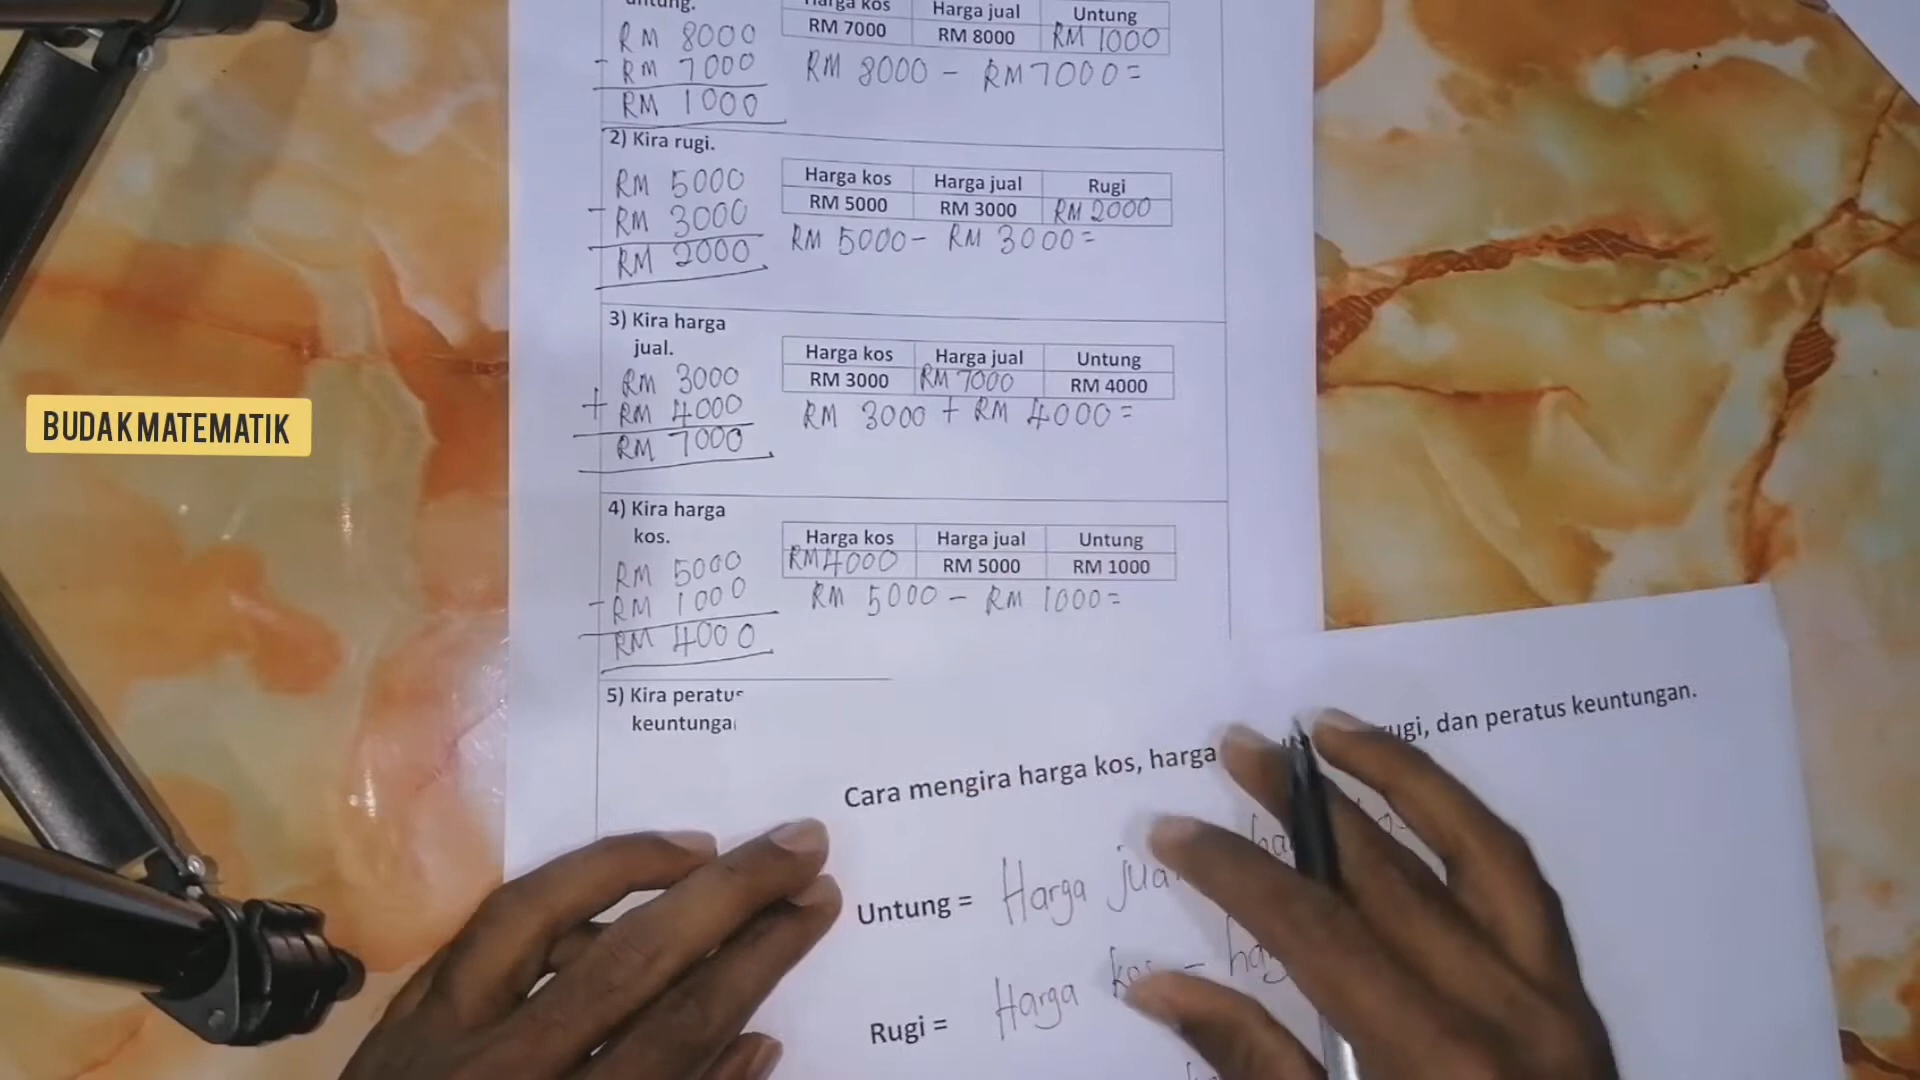 untung.
Harga kos Harga jual Untung
RM 7000 RM 8000 RM 1000
RM 8000
- RM 7000
RM 1000
RM 8000 - RM 7000 =
2) Kira rugi.
Harga kos Harga jual Rugi
RM 5000 RM 3000 RM 2000
RM 5000
- RM 3000
RM 2000
RM 5000 - RM 3000 =
3) Kira harga
jual.
Harga kos Harga jual Untung
RM 3000 RM 7000 RM 4000
RM 3000
+ RM 4000
RM 7000
RM 3000 + RM 4000 =
BUDAK MATEMATIK
4) Kira harga
kos.
Harga kos Harga jual Untung
RM 4000 RM 5000 RM 1000
RM 5000
- RM 1000
RM 4000
RM 5000 - RM 1000 =
5) Kira peratus
keuntunga
Cara mengira harga kos, harga rugi, dan peratus keuntungan.
Untung = Harga jual
Rugi = Harga kos -